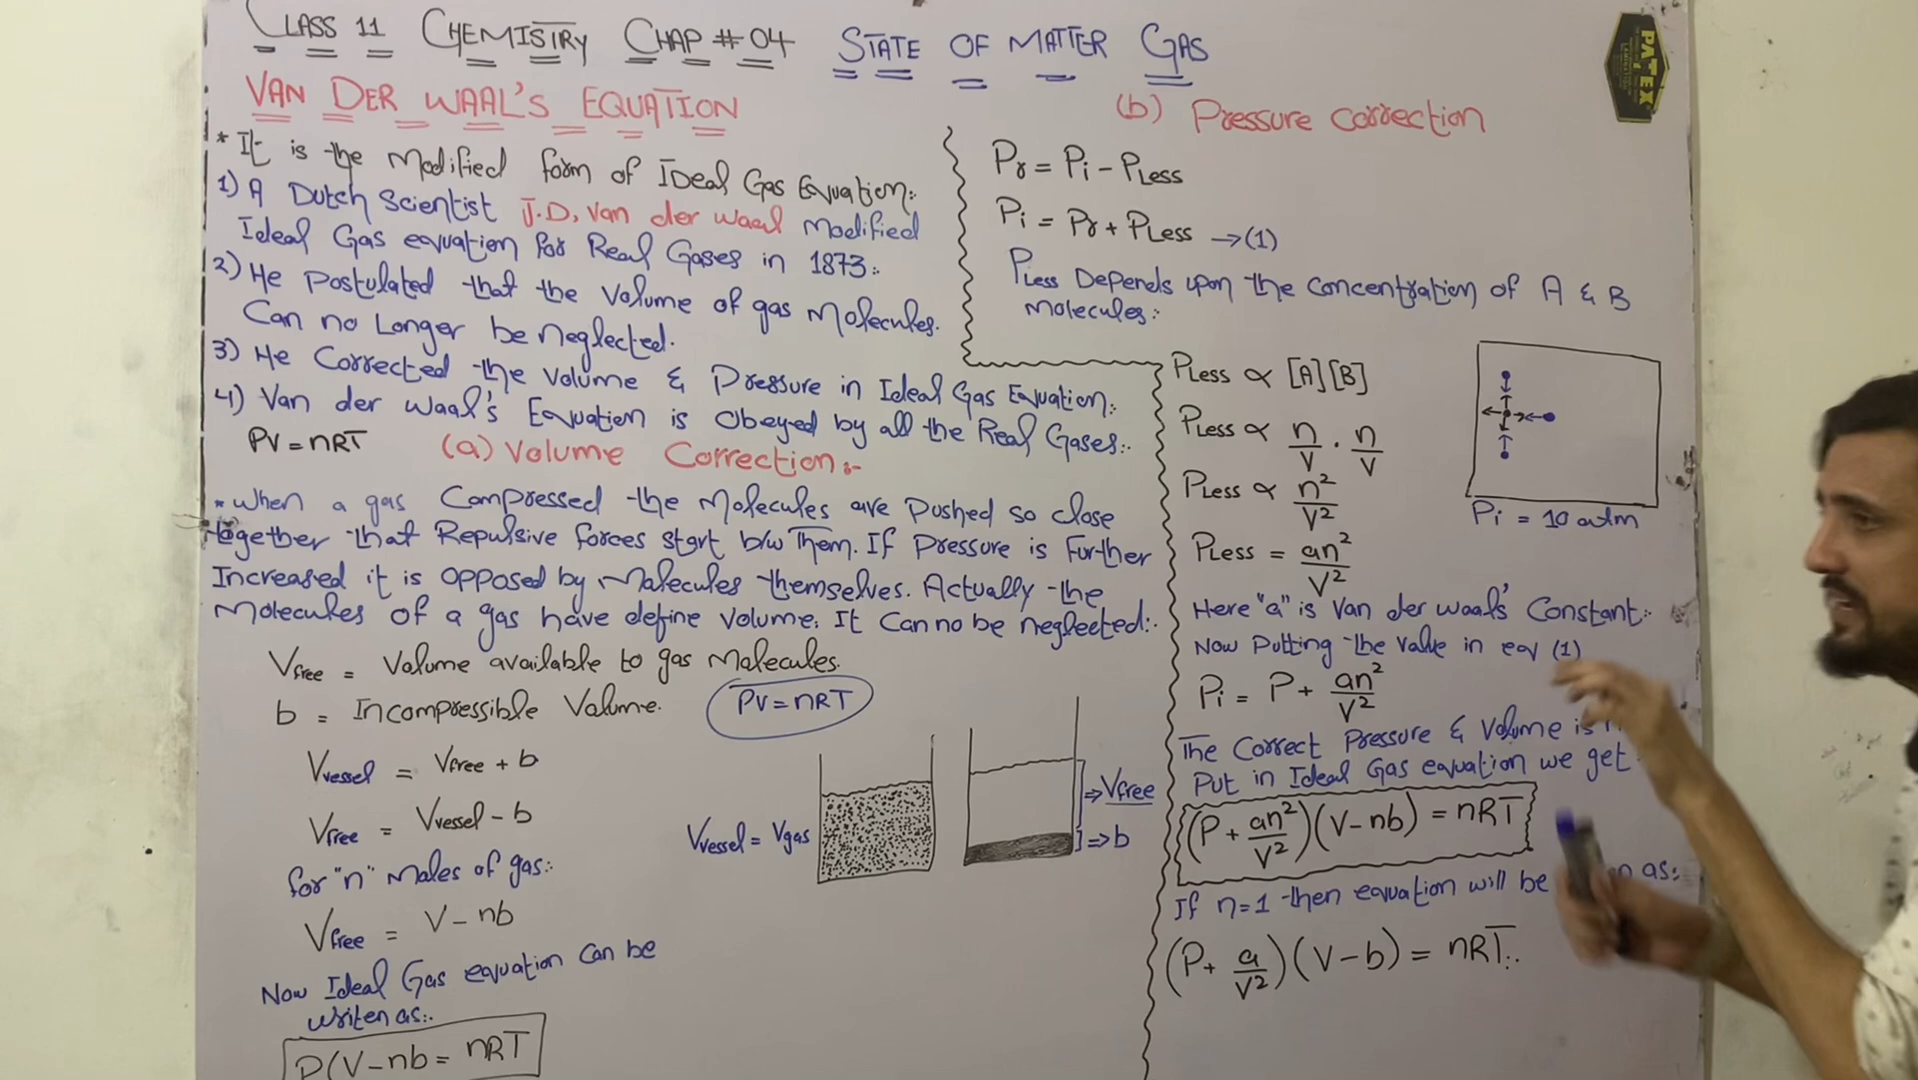 CLASS 11 CHEMISTRY CHAP # 04 STATE OF MATTER GAS
VAN DER WAAL'S EQUATION
* It is the Modified form of IDeal Gas Equation:
1) A Dutch Scientist J.D. Van der Waal Modified
Ideal Gas equation for Real Gases in 1873:
2) He Postulated that the Volume of gas Molecules
Can no Longer be neglected.
3) He Corrected the Volume & Pressure in Ideal Gas Equation:
4) Van der Waal's Equation is Obeyed by all the Real Gases:
PV = nRT (a) Volume Correction:-
* When a gas Compressed the Molecules are Pushed so close
together that Repulsive forces start b/w Them. If Pressure is Further
Increased it is opposed by Molecules themselves. Actually the
Molecules of a gas have define volume. It Can no be neglected:
Vfree = Volume available to gas Molecules.
b = Incompressible Volume.
PV = nRT
Vvessel = Vfree + b
Vfree = Vvessel - b
for "n" Moles of gas:
Vfree = V - nb
Now Ideal Gas equation Can be
writen as:
P(V-nb = nRT
Vvessel = Vgas
=> Vfree
=> b
(b) Pressure correction
Pr = Pi - PLess
Pi = Pr + PLess → (1)
PLess Depends upon the concentration of A & B
Molecules:
PLess ∝ [A][B]
PLess ∝ n/V . n/V
PLess ∝ n²/V²
PLess = an²/V²
Pi = 10 atm
Here "a" is Van der waal's Constant:
Now Putting the Value in eq (1)
Pi = P + an²/V²
The Correct Pressure & Volume is
Put in Ideal Gas equation we get
(P + an²/V²)(V - nb) = nRT
If n=1 then equation will be as:
(P + a/V²)(V - b) = nRT:
PATEX